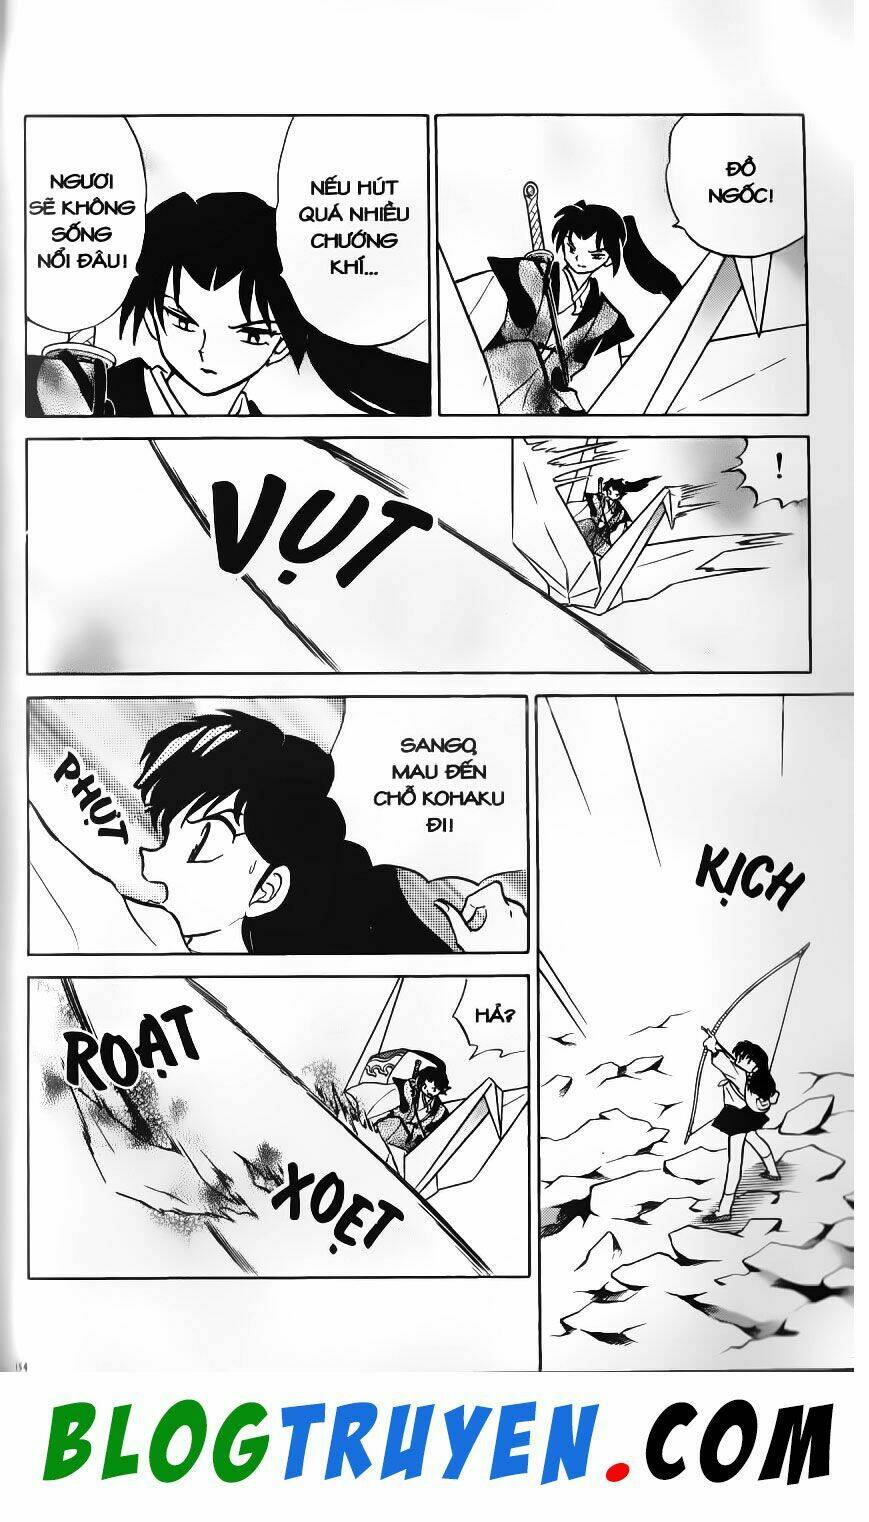 ĐỒ
NGỐC!
NẾU HÚT
QUÁ NHIỀU
CHƯỚNG
KHÍ...
NGƯƠI
SẼ KHÔNG
SỐNG
NỔI ĐÂU!
!
VỤT
KỊCH
SANGO,
MAU ĐẾN
CHỖ KOHAKU
ĐI!
PHỤT
HẢ?
ROẠT
XOẸT
154
BLOGTRUYEN.COM